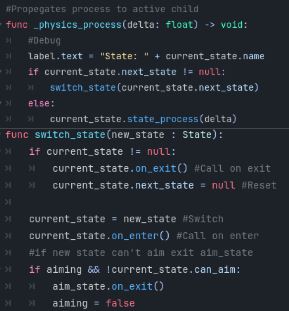 #Propegates process to active child
func _physics_process(delta: float) -> void:
#Debug
label.text = "State: " + current_state.name
if current_state.next_state != null:
switch_state(current_state.next_state)
else:
current_state.state_process(delta)
func switch_state(new_state : State):
if current_state != null:
current_state.on_exit() #Call on exit
current_state.next_state = null #Reset
current_state = new_state #Switch
current_state.on_enter() #Call on enter
#if new state can't aim exit aim_state
if aiming && !current_state.can_aim:
aim_state.on_exit()
aiming = false